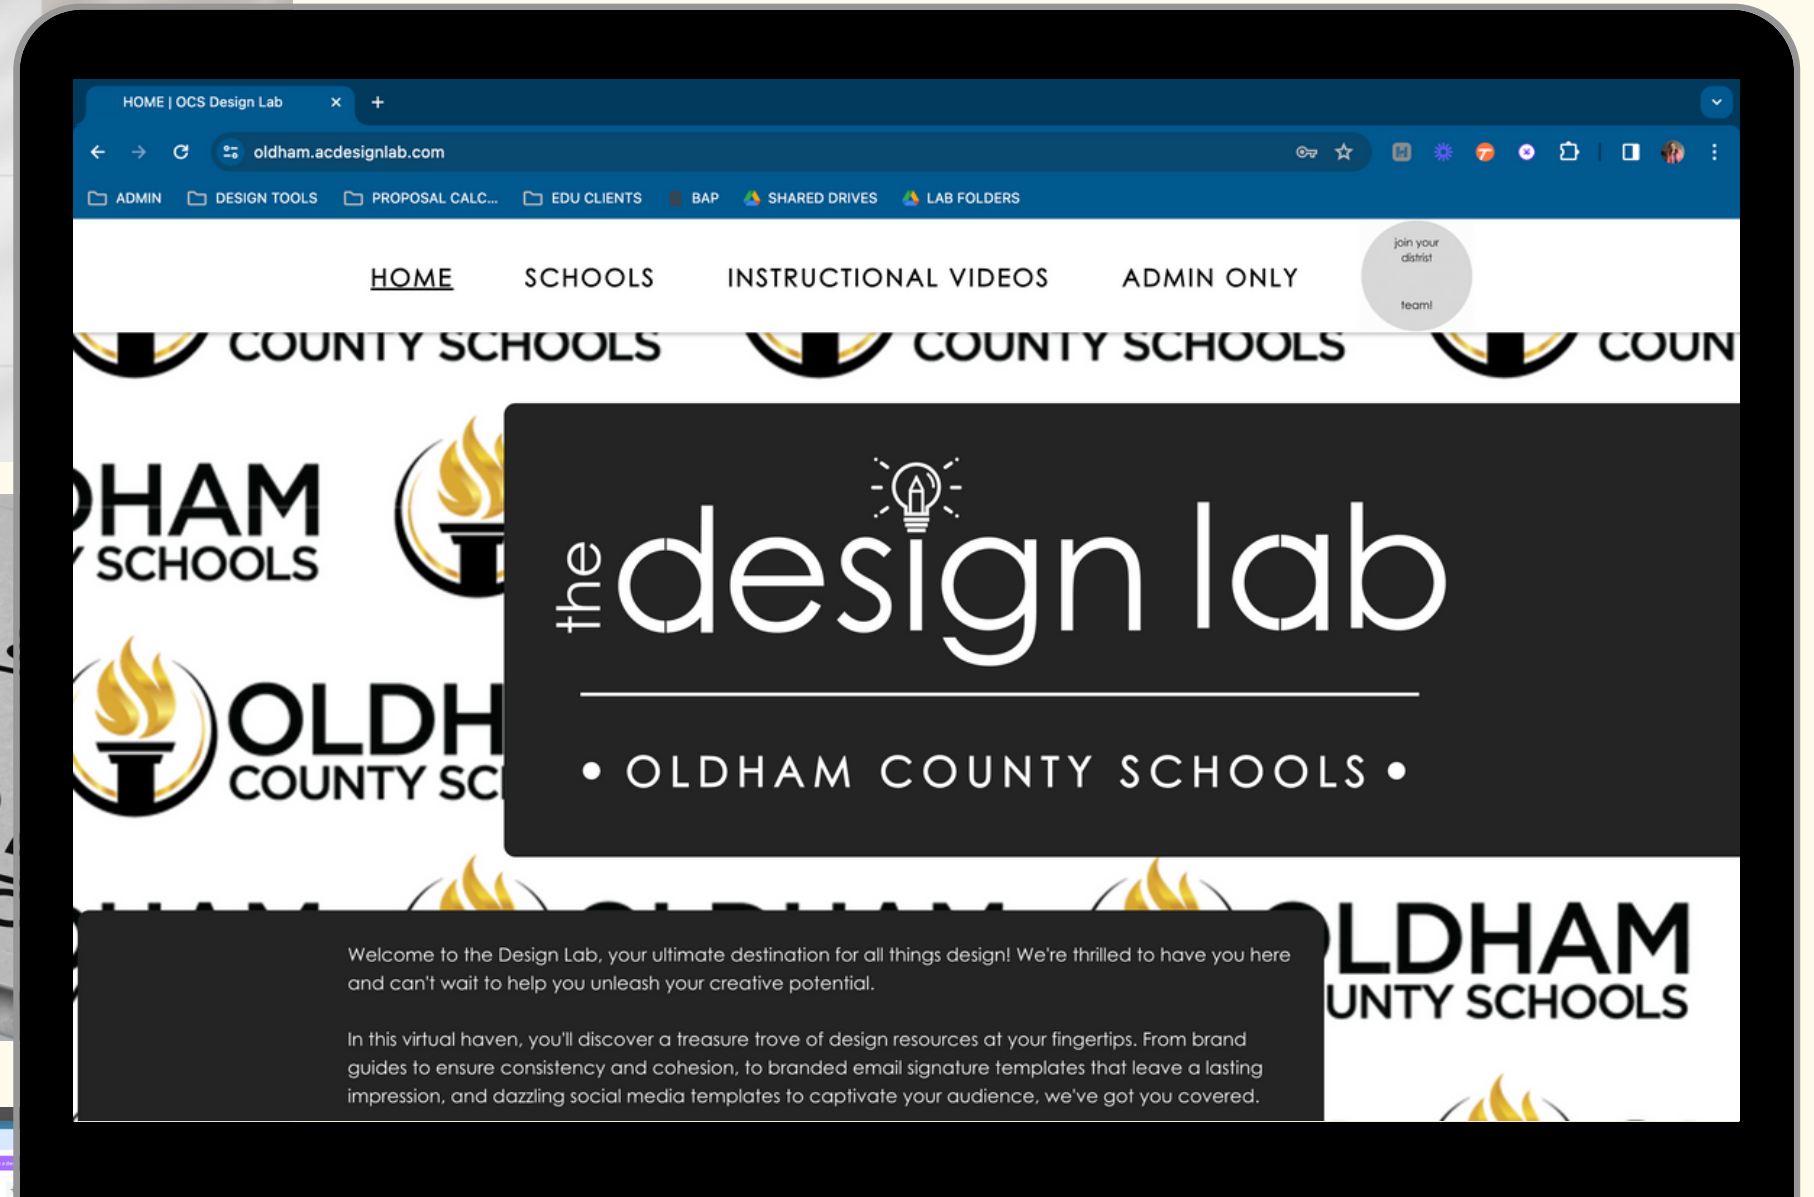 HOME | OCS Design Lab
oldham.acdesignlab.com
ADMIN DESIGN TOOLS PROPOSAL CALC... EDU CLIENTS BAP SHARED DRIVES LAB FOLDERS
HOME SCHOOLS INSTRUCTIONAL VIDEOS ADMIN ONLY
join your
distrist
team!
COUNTY SCHOOLS COUNTY SCHOOLS COUN
DHAM
Y SCHOOLS
the design lab
OLDH
COUNTY SC
• OLDHAM COUNTY SCHOOLS •
HAM OLDHAM OLDHAM
UNTY SCHOOLS
Welcome to the Design Lab, your ultimate destination for all things design! We're thrilled to have you here
and can't wait to help you unleash your creative potential.
In this virtual haven, you'll discover a treasure trove of design resources at your fingertips. From brand
guides to ensure consistency and cohesion, to branded email signature templates that leave a lasting
impression, and dazzling social media templates to captivate your audience, we've got you covered.